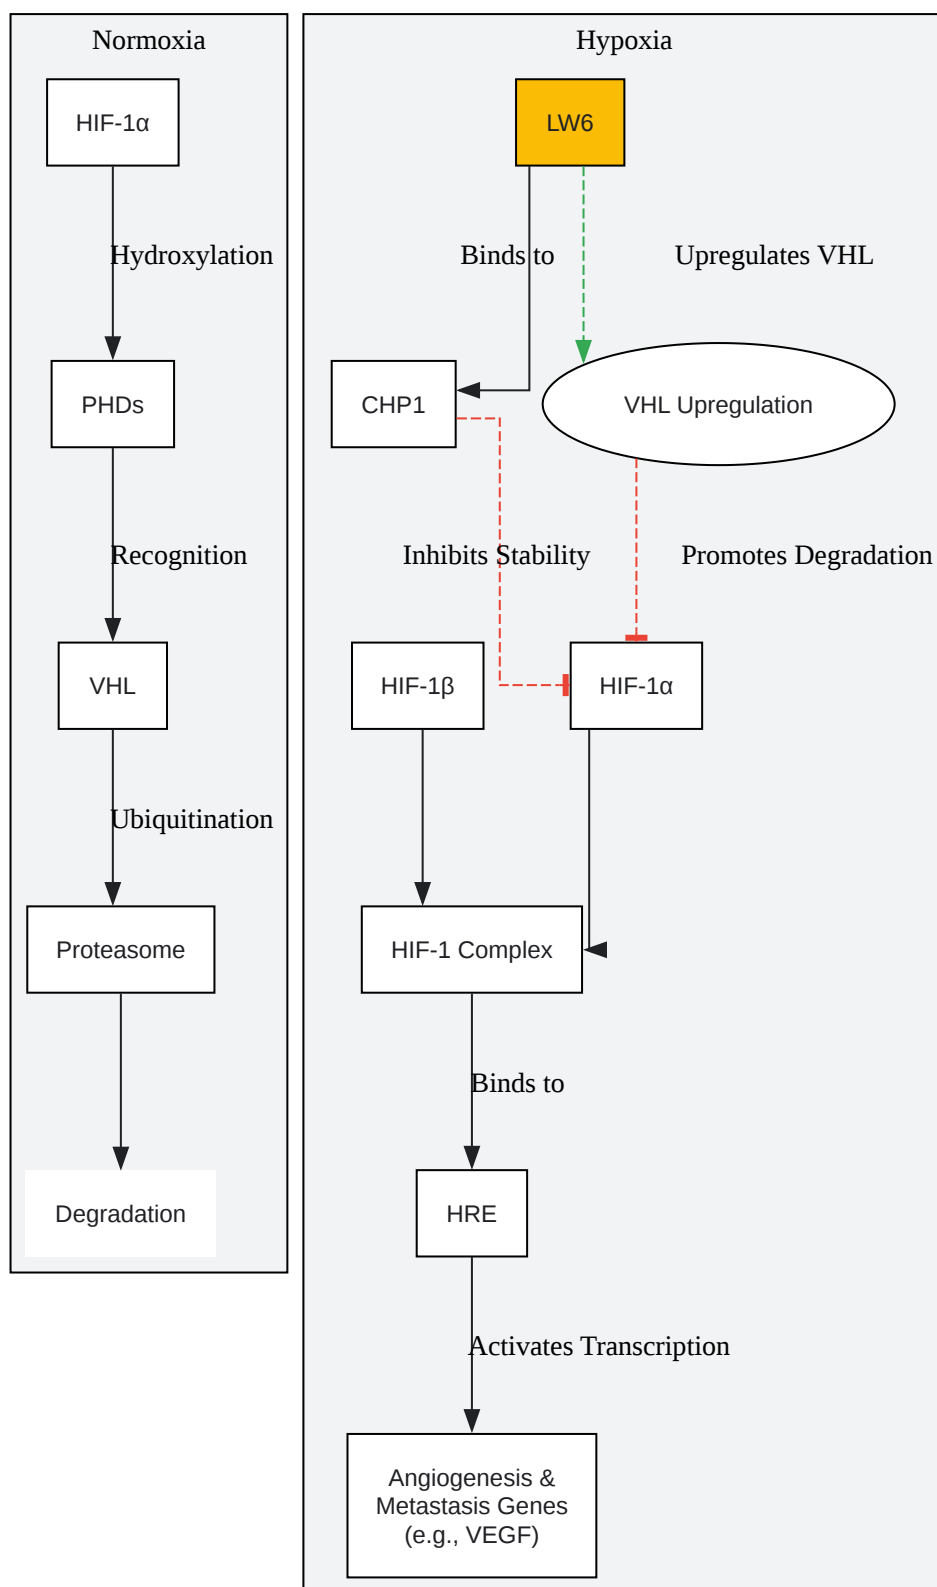 Normoxia
HIF-1α
Hydroxylation
PHDs
Recognition
VHL
Ubiquitination
Proteasome
Degradation
Hypoxia
LW6
Binds to
Upregulates VHL
CHP1
VHL Upregulation
Inhibits Stability
Promotes Degradation
HIF-1β
HIF-1α
HIF-1 Complex
Binds to
HRE
Activates Transcription
Angiogenesis &
Metastasis Genes
(e.g., VEGF)